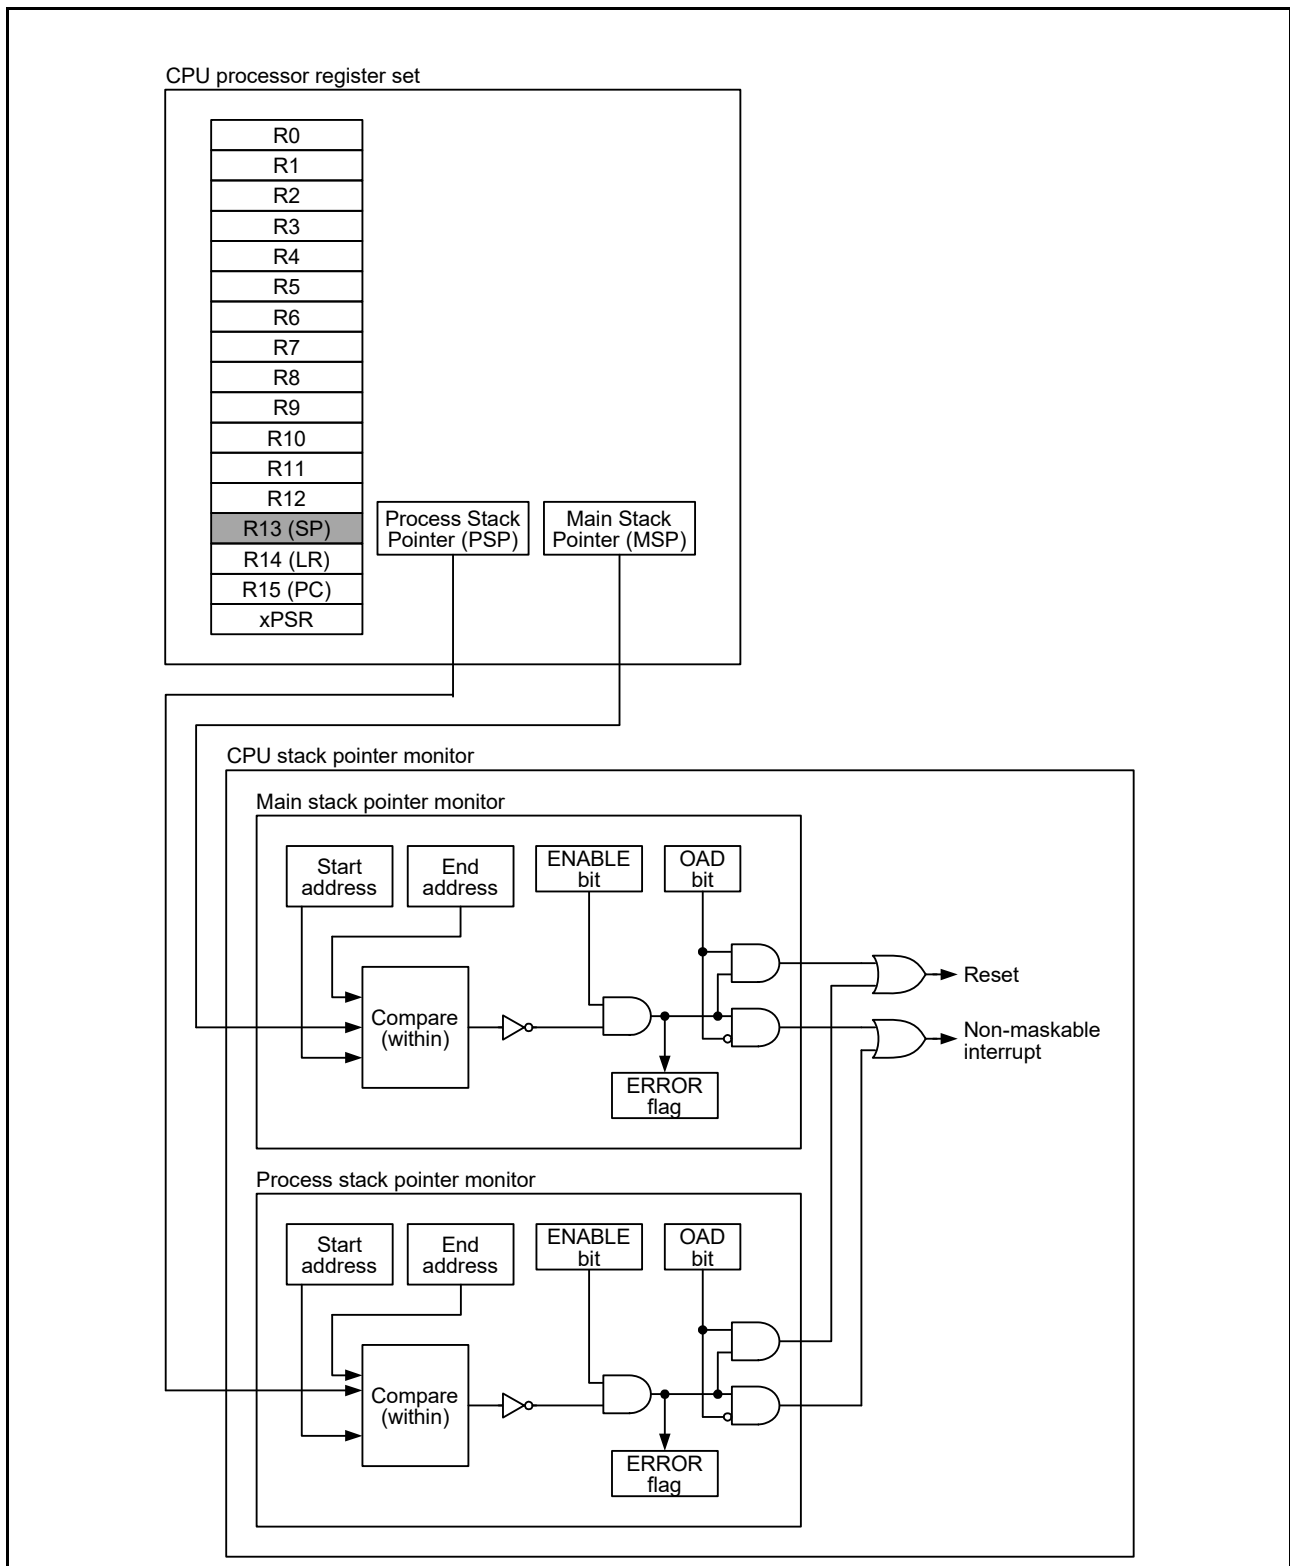 CPU processor register set
R0
R1
R2
R3
R4
R5
R6
R7
R8
R9
R10
R11
R12
R13 (SP)
R14 (LR)
R15 (PC)
xPSR
Process Stack
Pointer (PSP)
Main Stack
Pointer (MSP)
CPU stack pointer monitor
Main stack pointer monitor
Start
address
End
address
ENABLE
bit
OAD
bit
Compare
(within)
ERROR
flag
Reset
Non-maskable
interrupt
Process stack pointer monitor
Start
address
End
address
ENABLE
bit
OAD
bit
Compare
(within)
ERROR
flag